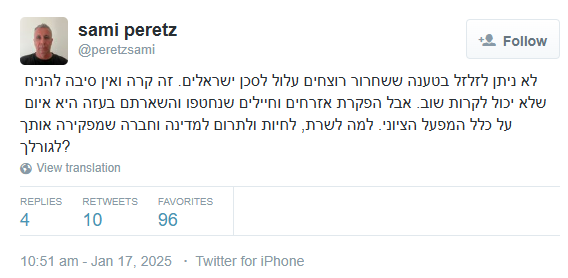 sami peretz
@peretzsami
Follow
לא ניתן לזלזל בטענה ששחרור רוצחים עלול לסכן ישראלים. זה קרה ואין סיבה להניח
שלא יכול לקרות שוב. אבל הפקרת אזרחים וחיילים שנחטפו והשארתם בעזה היא איום
על כלל המפעל הציוני. למה לשרת, לחיות ולתרום למדינה וחברה שמפקירה אותך
לגורלך?
View translation
REPLIES RETWEETS FAVORITES
4 10 96
10:51 am - Jan 17, 2025 · Twitter for iPhone